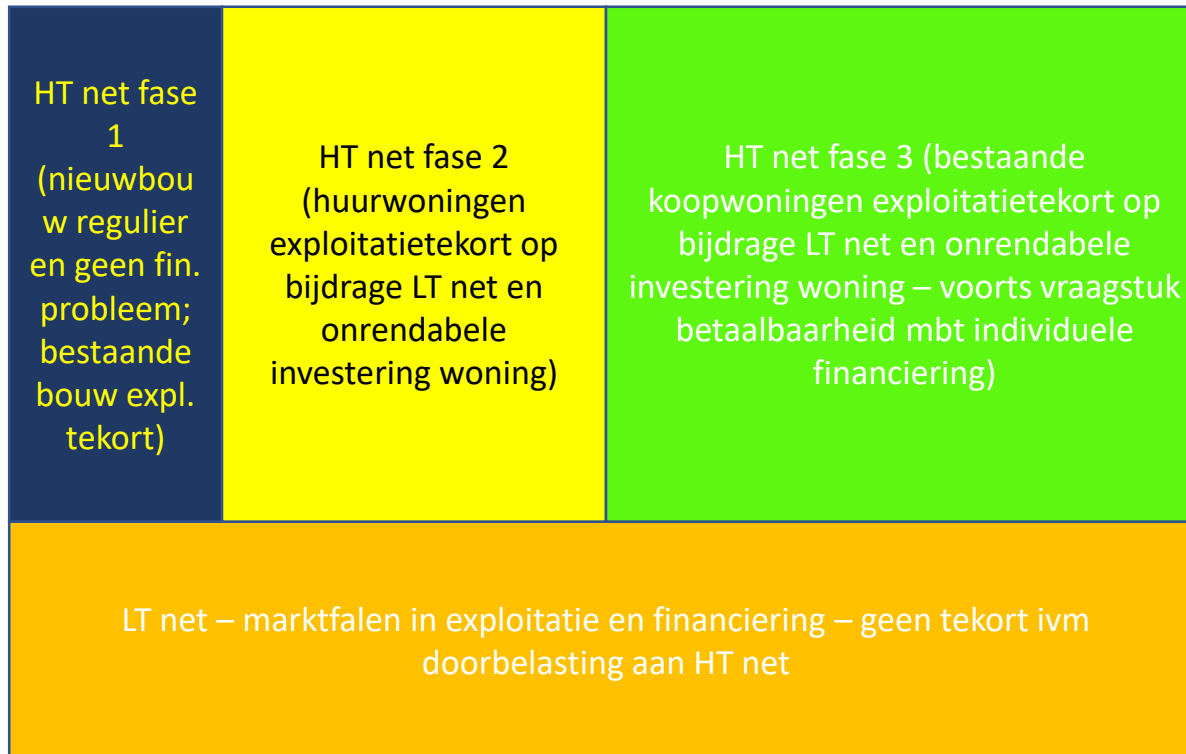 HT net fase
1
(nieuwbou
w regulier
en geen fin.
probleem;
bestaande
bouw expl.
tekort)
HT net fase 2
(huurwoningen
exploitatietekort op
bijdrage LT net en
onrendabele
investering woning)
HT net fase 3 (bestaande
koopwoningen exploitatietekort op
bijdrage LT net en onrendabele
investering woning – voorts vraagstuk
betaalbaarheid mbt individuele
financiering)
LT net – marktfalen in exploitatie en financiering – geen tekort ivm
doorbelasting aan HT net